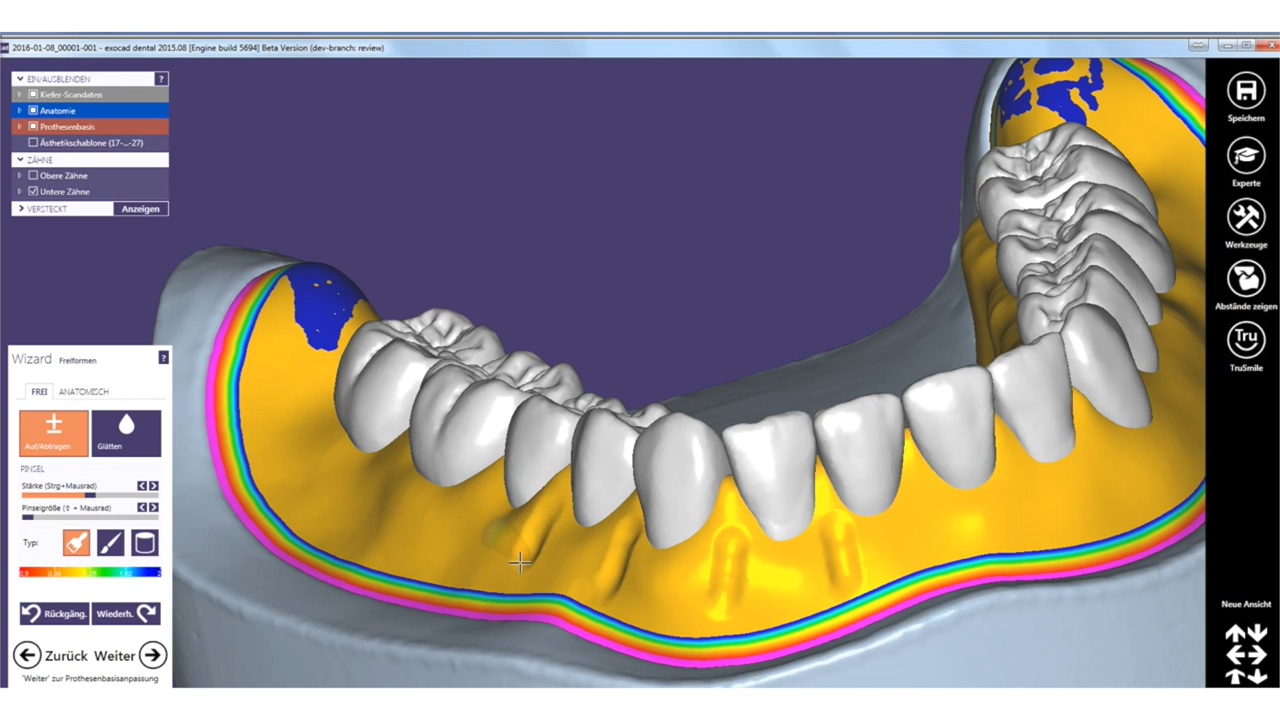 2016-01-08_00001-001 - exocad dental 2015.08 [Engine build 5694] Beta Version (dev-branch: review)
EIN/AUSBLENDEN ?
Kiefer-Scandaten
Anatomie
Prothesenbasis
Ästhetikschablone (17-...-27)
ZÄHNE
Obere Zähne
Untere Zähne
VERSTECKT Anzeigen
Wizard Freiformen ?
FREI ANATOMISCH
Auf/Abtragen Glätten
PINSEL
Stärke (Strg+Mausrad)
Pinselgröße (⇧ + Mausrad)
Typ:
Rückgäng. Wiederh.
Zurück Weiter
'Weiter' zur Prothesenbasisanpassung
Speichern
Experte
Werkzeuge
Abstände zeigen
Tru
TruSmile
Neue Ansicht